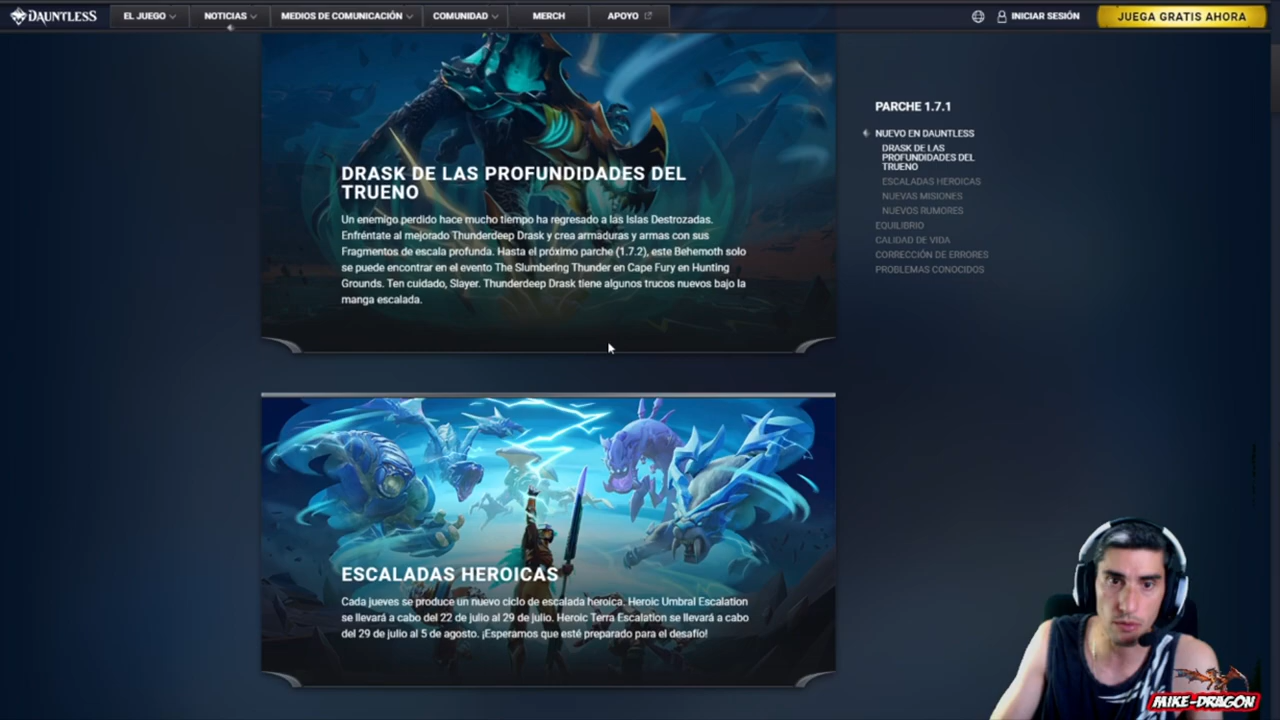 DAUNTLESS
EL JUEGO
NOTICIAS
MEDIOS DE COMUNICACIÓN
COMUNIDAD
MERCH
APOYO
INICIAR SESIÓN
JUEGA GRATIS AHORA
DRASK DE LAS PROFUNDIDADES DEL
TRUENO
Un enemigo perdido hace mucho tiempo ha regresado a las Islas Destrozadas.
Enfréntate al mejorado Thunderdeep Drask y crea armaduras y armas con sus
Fragmentos de escala profunda. Hasta el próximo parche (1.7.2), este Behemoth solo
se puede encontrar en el evento The Slumbering Thunder en Cape Fury en Hunting
Grounds. Ten cuidado, Slayer. Thunderdeep Drask tiene algunos trucos nuevos bajo la
manga escalada.
ESCALADAS HEROICAS
Cada jueves se produce un nuevo ciclo de escalada heroica. Heroic Umbral Escalation
se llevará a cabo del 22 de julio al 29 de julio. Heroic Terra Escalation se llevará a cabo
del 29 de julio al 5 de agosto. ¡Esperamos que esté preparado para el desafío!
PARCHE 1.7.1
NUEVO EN DAUNTLESS
DRASK DE LAS
PROFUNDIDADES DEL
TRUENO
ESCALADAS HEROICAS
NUEVAS MISIONES
NUEVOS RUMORES
EQUILIBRIO
CALIDAD DE VIDA
CORRECCIÓN DE ERRORES
PROBLEMAS CONOCIDOS
MIKE-DRAGON